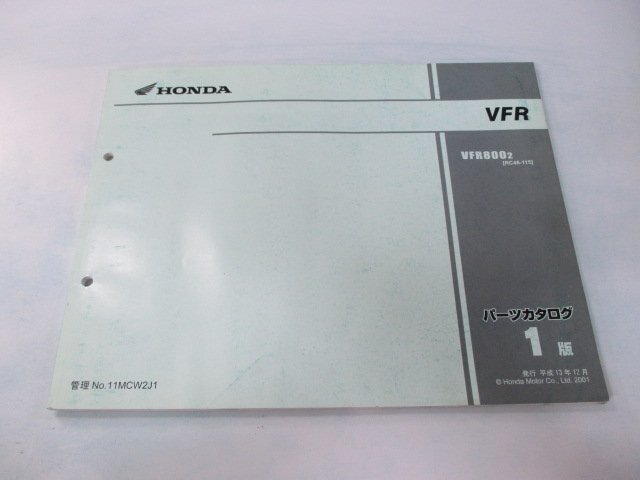 HONDA
VFR
VFR8002
[RC46-115]
パーツカタログ
1版
発行 平成13年12月
© Honda Motor Co., Ltd. 2001
管理 No.11MCW2J1